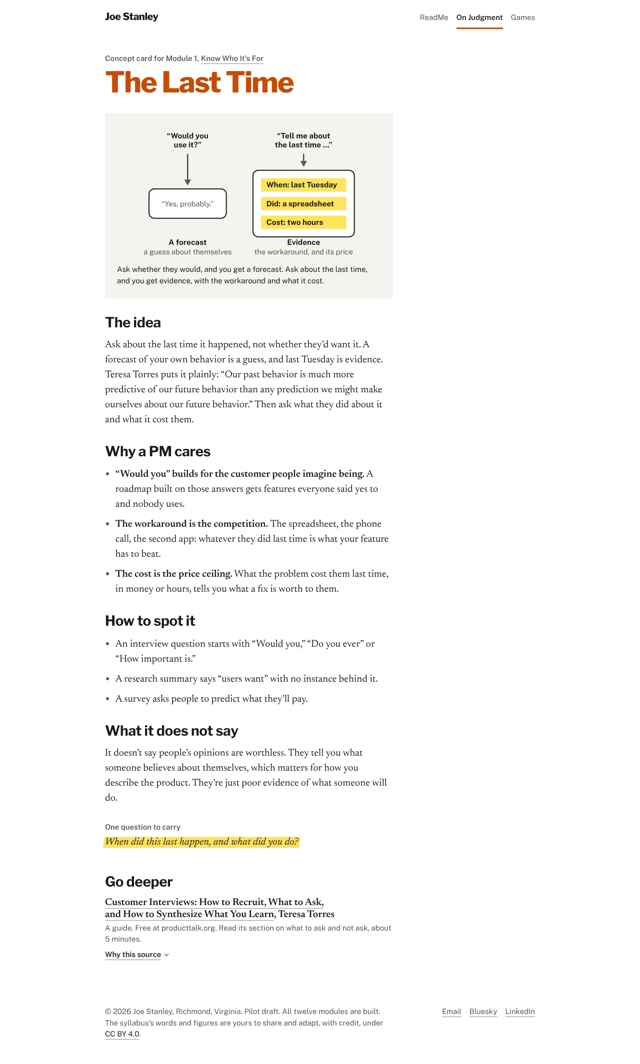 Joe Stanley
ReadMe On Judgment Games
Concept card for Module 1, Know Who It's For
The Last Time
“Would you
use it?”
“Tell me about
the last time …”
“Yes, probably.”
When: last Tuesday
Did: a spreadsheet
Cost: two hours
A forecast
a guess about themselves
Evidence
the workaround, and its price
Ask whether they would, and you get a forecast. Ask about the last time,
and you get evidence, with the workaround and what it cost.
The idea
Ask about the last time it happened, not whether they’d want it. A
forecast of your own behavior is a guess, and last Tuesday is evidence.
Teresa Torres puts it plainly: “Our past behavior is much more
predictive of our future behavior than any prediction we might make
ourselves about our future behavior.” Then ask what they did about it
and what it cost them.
Why a PM cares
• “Would you” builds for the customer people imagine being. A
roadmap built on those answers gets features everyone said yes to
and nobody uses.
• The workaround is the competition. The spreadsheet, the phone
call, the second app: whatever they did last time is what your feature
has to beat.
• The cost is the price ceiling. What the problem cost them last time,
in money or hours, tells you what a fix is worth to them.
How to spot it
• An interview question starts with “Would you,” “Do you ever” or
“How important is.”
• A research summary says “users want” with no instance behind it.
• A survey asks people to predict what they’ll pay.
What it does not say
It doesn’t say people’s opinions are worthless. They tell you what
someone believes about themselves, which matters for how you
describe the product. They’re just poor evidence of what someone will
do.
One question to carry
When did this last happen, and what did you do?
Go deeper
Customer Interviews: How to Recruit, What to Ask,
and How to Synthesize What You Learn, Teresa Torres
A guide. Free at producttalk.org. Read its section on what to ask and not ask, about
5 minutes.
Why this source
© 2026 Joe Stanley, Richmond, Virginia. Pilot draft. All twelve modules are built.
The syllabus’s words and figures are yours to share and adapt, with credit, under
CC BY 4.0.
Email Bluesky LinkedIn